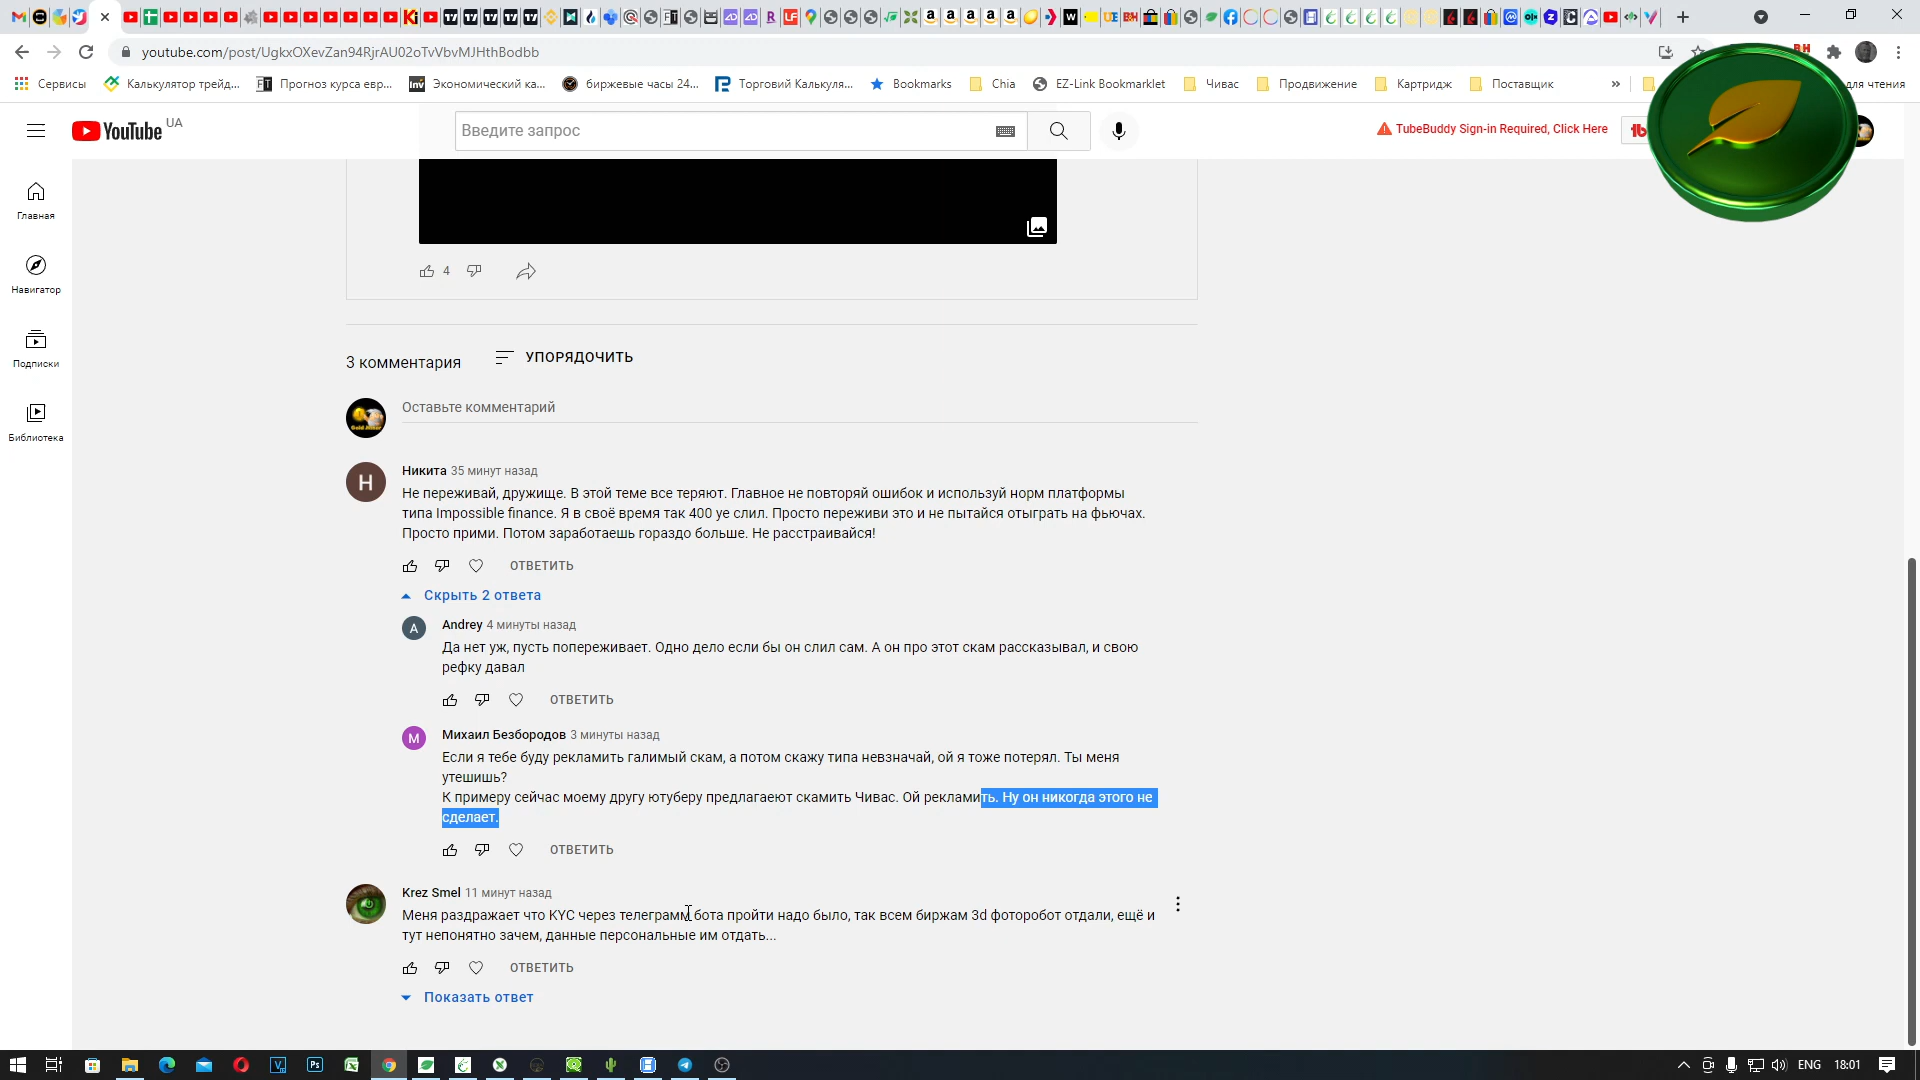 youtube.com/post/UgkxOXevZan94RjrAU02oTvVbvMJHthBodbb
Сервисы
Калькулятор трейд...
Прогноз курса евр...
Экономический ка...
биржевые часы 24...
Торговий Калькуля...
Bookmarks
Chia
EZ-Link Bookmarklet
Чивас
Продвижение
Картридж
Поставщик
»
для чтения
YouTube UA
Введите запрос
TubeBuddy Sign-in Required, Click Here
Главная
Навигатор
Подписки
Библиотека
4
3 комментария
УПОРЯДОЧИТЬ
Оставьте комментарий
Никита 35 минут назад
Не переживай, дружище. В этой теме все теряют. Главное не повторяй ошибок и используй норм платформы
типа Impossible finance. Я в своё время так 400 уе слил. Просто переживи это и не пытайся отыграть на фьючах.
Просто прими. Потом заработаешь гораздо больше. Не расстраивайся!
ОТВЕТИТЬ
Скрыть 2 ответа
Andrey 4 минуты назад
Да нет уж, пусть попереживает. Одно дело если бы он слил сам. А он про этот скам рассказывал, и свою
рефку давал
ОТВЕТИТЬ
Михаил Безбородов 3 минуты назад
Если я тебе буду рекламить галимый скам, а потом скажу типа невзначай, ой я тоже потерял. Ты меня
утешишь?
К примеру сейчас моему другу ютуберу предлагаеют скамить Чивас. Ой рекламить. Ну он никогда этого не
сделает.
ОТВЕТИТЬ
Krez Smel 11 минут назад
Меня раздражает что KYC через телеграмм бота пройти надо было, так всем биржам 3d фоторобот отдали, ещё и
тут непонятно зачем, данные персональные им отдать...
ОТВЕТИТЬ
Показать ответ
ENG
18:01